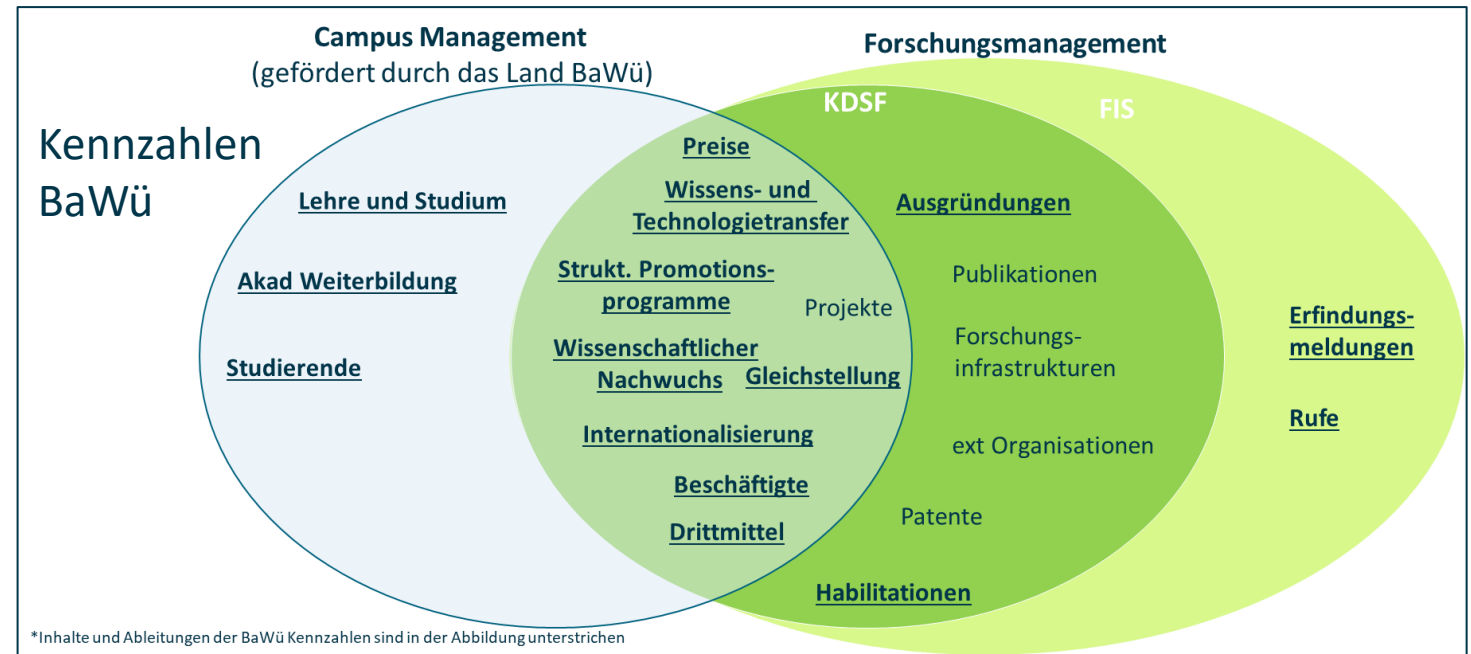 Campus Management
(gefördert durch das Land BaWü)
Forschungsmanagement
Kennzahlen
BaWü
KDSF
FIS
Lehre und Studium
Akad Weiterbildung
Studierende
Preise
Wissens- und
Technologietransfer
Strukt. Promotions-
programme
Projekte
Wissenschaftlicher
Nachwuchs
Gleichstellung
Internationalisierung
Beschäftigte
Drittmittel
Ausgründungen
Publikationen
Forschungs-
infrastrukturen
ext Organisationen
Patente
Habilitationen
Erfindungs-
meldungen
Rufe
*Inhalte und Ableitungen der BaWü Kennzahlen sind in der Abbildung unterstrichen